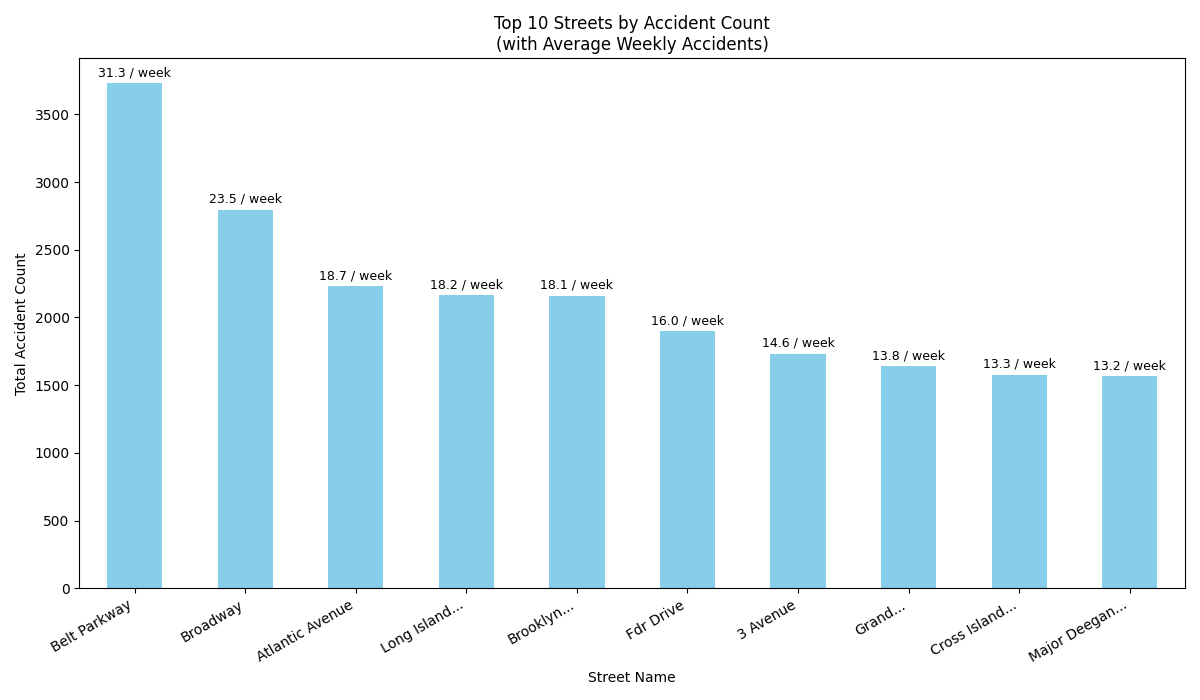 Top 10 Streets by Accident Count
(with Average Weekly Accidents)
31.3 / week
23.5 / week
18.7 / week
18.2 / week
18.1 / week
16.0 / week
14.6 / week
13.8 / week
13.3 / week
13.2 / week
Total Accident Count
3500
3000
2500
2000
1500
1000
500
0
Belt Parkway
Broadway
Atlantic Avenue
Long Island...
Brooklyn...
Fdr Drive
3 Avenue
Grand...
Cross Island...
Major Deegan...
Street Name